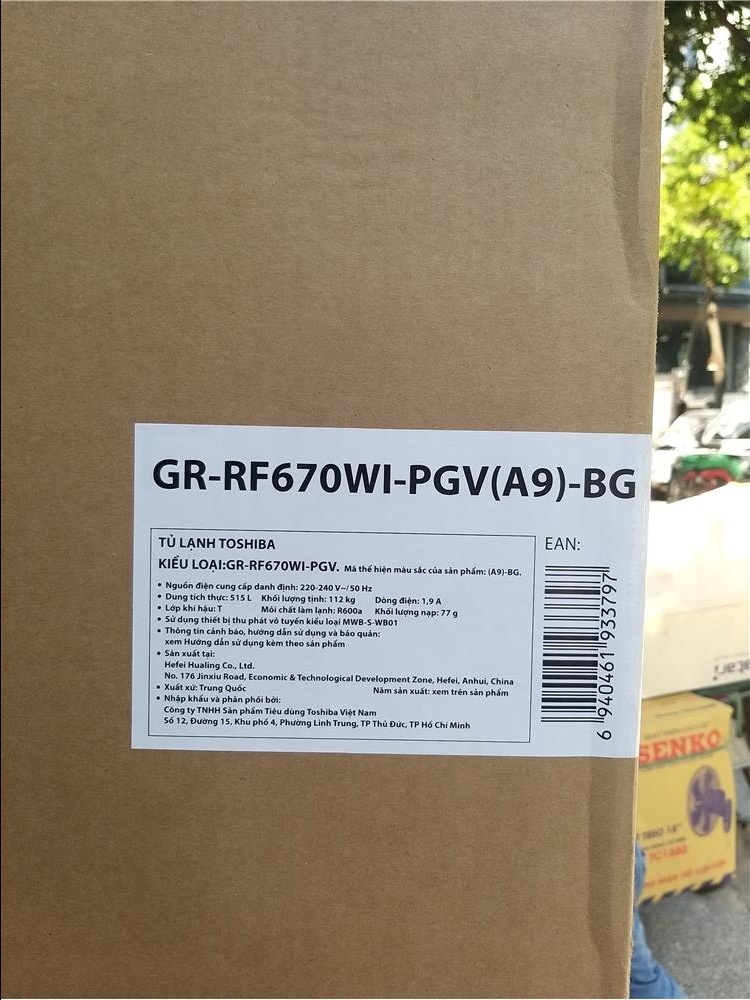 GR-RF670WI-PGV(A9)-BG
TỦ LẠNH TOSHIBA
KIỂU LOẠI:GR-RF670WI-PGV. Mã thể hiện màu sắc của sản phẩm: (A9)-BG.
• Nguồn điện cung cấp danh định: 220-240 V~/50 Hz
• Dung tích thực: 515 L Khối lượng tịnh: 112 kg Dòng điện: 1,9 A
• Lớp khí hậu: T Môi chất làm lạnh: R600a Khối lượng nạp: 77 g
• Sử dụng thiết bị thu phát vô tuyến kiểu loại MWB-S-WB01
• Thông tin cảnh báo, hướng dẫn sử dụng và bảo quản:
xem Hướng dẫn sử dụng kèm theo sản phẩm
• Sản xuất tại:
Hefei Hualing Co., Ltd.
No. 176 Jinxiu Road, Economic & Technological Development Zone, Hefei, Anhui, China
• Xuất xứ: Trung Quốc Năm sản xuất: xem trên sản phẩm
• Nhập khẩu và phân phối bởi:
Công ty TNHH Sản phẩm Tiêu dùng Toshiba Việt Nam
Số 12, Đường 15, Khu phố 4, Phường Linh Trung, TP Thủ Đức, TP Hồ Chí Minh
EAN:
6 940461 933797
SENKO